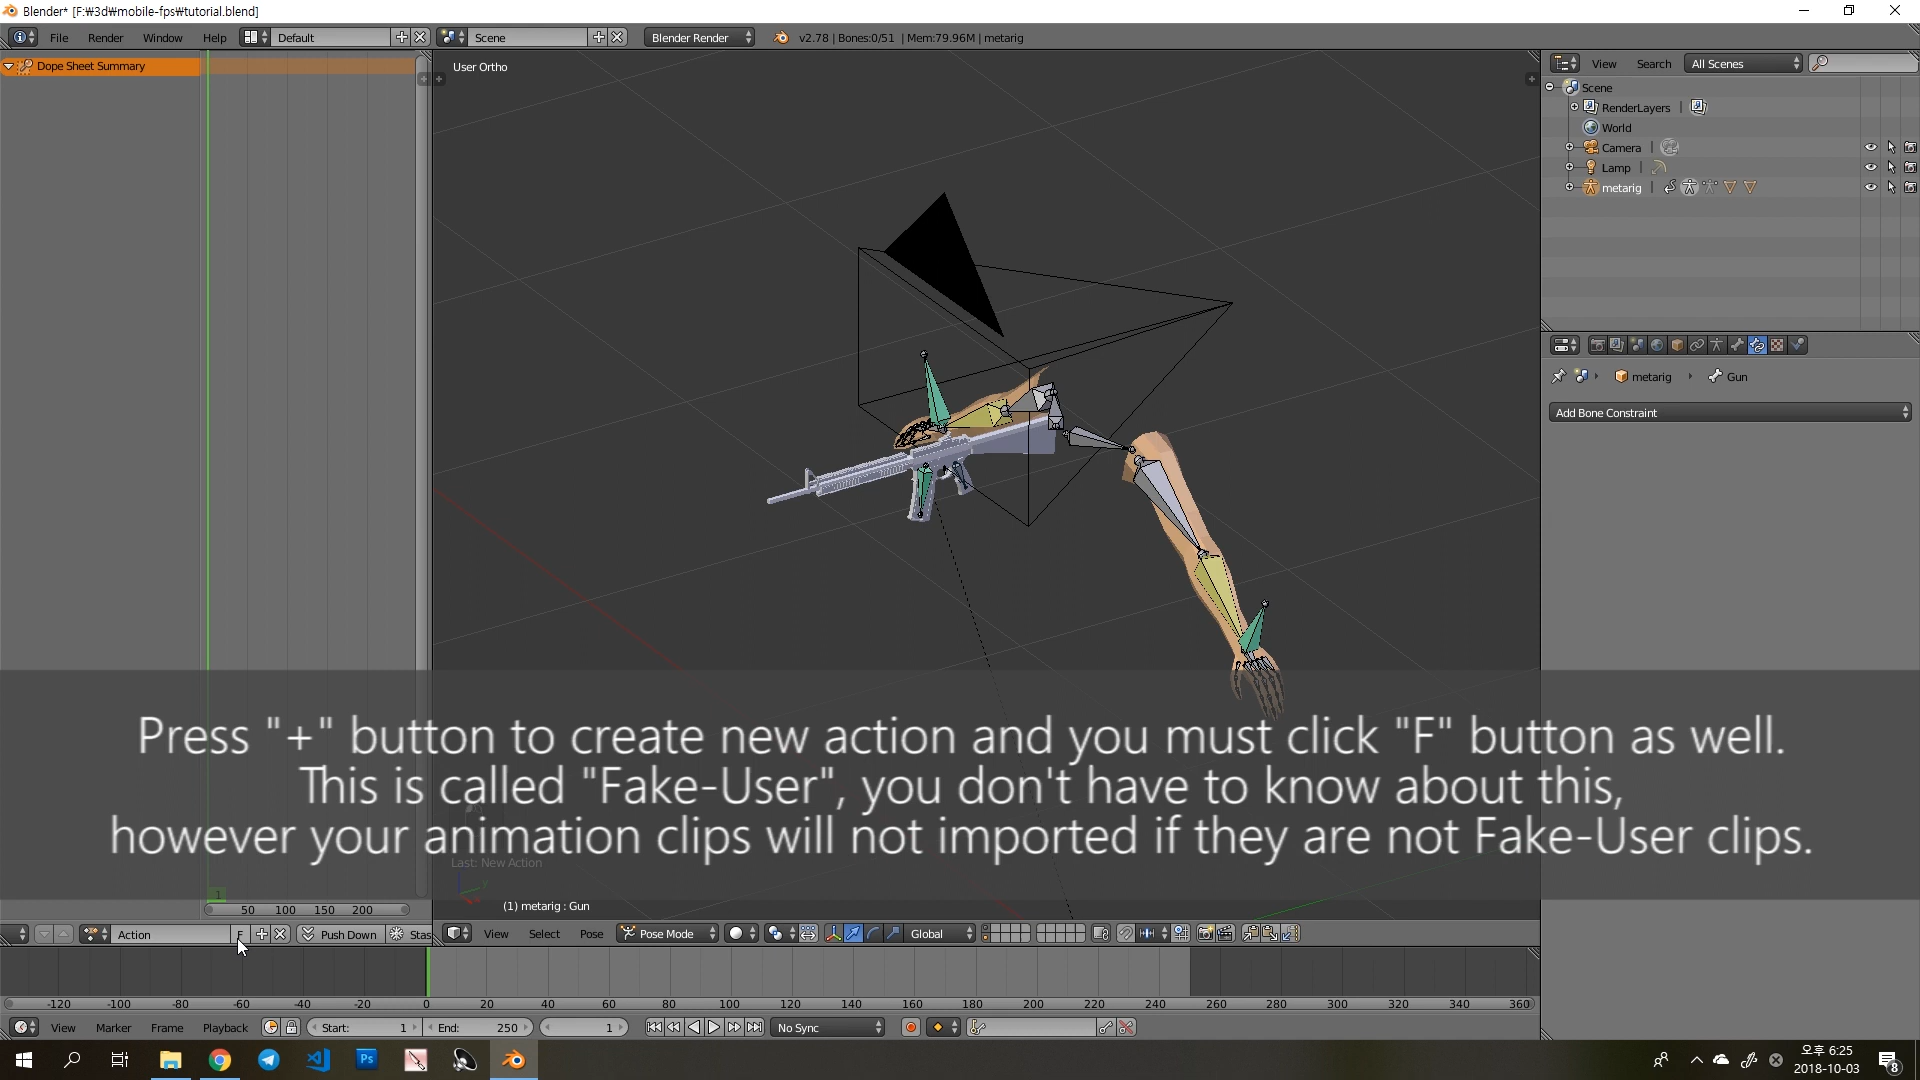 Blender* [F:₩3d₩mobile-fps₩tutorial.blend]
File Render Window Help Default Scene Blender Render v2.78 | Bones:0/51 | Mem:79.96M | metarig
Dope Sheet Summary
User Ortho
View Search All Scenes
Scene
RenderLayers
World
Camera
Lamp
metarig
metarig Gun
Add Bone Constraint
Press "+" button to create new action and you must click "F" button as well.
This is called "Fake-User", you don't have to know about this,
however your animation clips will not imported if they are not Fake-User clips.
Last: New Action
1
50 100 150 200
(1) metarig : Gun
Action F Push Down Stas View Select Pose Pose Mode Global
-120 -100 -80 -60 -40 -20 0 20 40 60 80 100 120 140 160 180 200 220 240 260 280 300 320 340 360
View Marker Frame Playback Start: 1 End: 250 1 No Sync
Ps
오후 6:25
2018-10-03
8